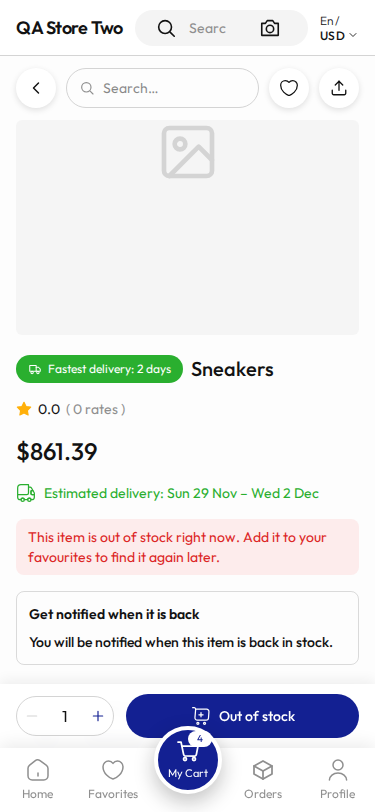 QA Store Two
Searc
En /
USD
Search...
Fastest delivery: 2 days
Sneakers
0.0 ( 0 rates )
$861.39
Estimated delivery: Sun 29 Nov – Wed 2 Dec
This item is out of stock right now. Add it to your
favourites to find it again later.
Get notified when it is back
You will be notified when this item is back in stock.
1
Out of stock
4
My Cart
Home
Favorites
Orders
Profile